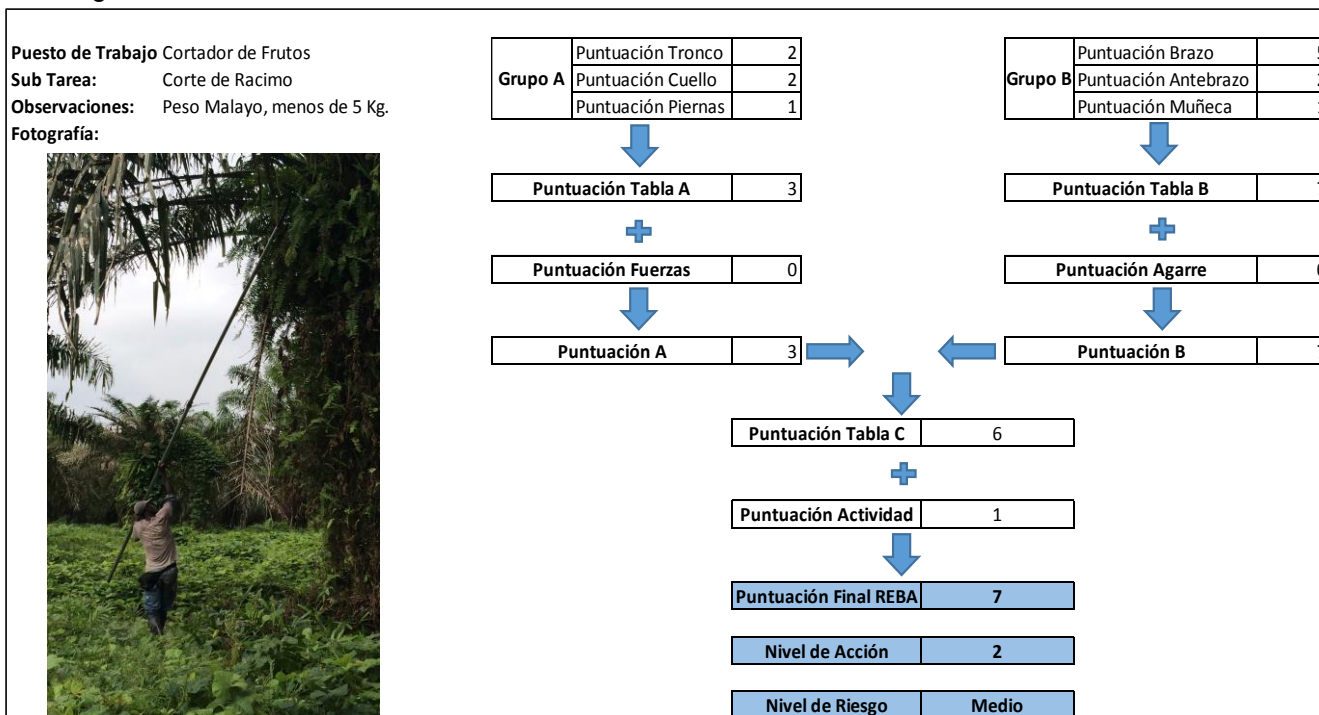 Puesto de Trabajo Cortador de Frutos
Sub Tarea: Corte de Racimo
Observaciones: Peso Malayo, menos de 5 Kg.
Fotografía:
Grupo A
Puntuación Tronco 2
Puntuación Cuello 2
Puntuación Piernas 1
Puntuación Tabla A 3
Puntuación Fuerzas 0
Puntuación A 3
Grupo B
Puntuación Brazo
Puntuación Antebrazo
Puntuación Muñeca
Puntuación Tabla B
Puntuación Agarre
Puntuación B
Puntuación Tabla C 6
Puntuación Actividad 1
Puntuación Final REBA 7
Nivel de Acción 2
Nivel de Riesgo Medio